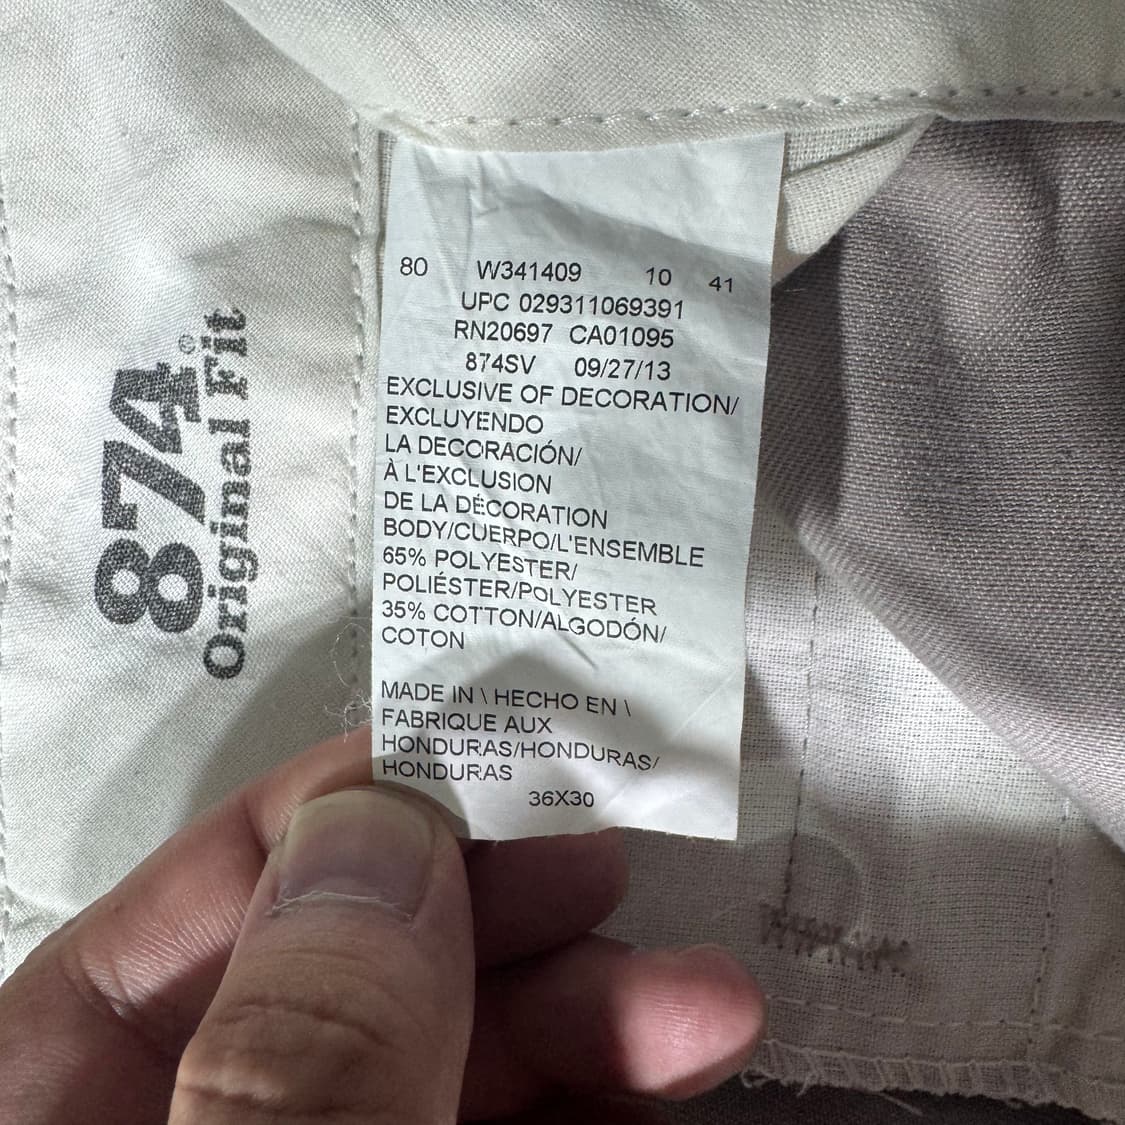 874®
Original Fit
80 W341409 10 41
UPC 029311069391
RN20697 CA01095
874SV 09/27/13
EXCLUSIVE OF DECORATION/
EXCLUYENDO
LA DECORACIÓN/
À L'EXCLUSION
DE LA DÉCORATION
BODY/CUERPO/L'ENSEMBLE
65% POLYESTER/
POLIÉSTER/POLYESTER
35% COTTON/ALGODÓN/
COTON
MADE IN \ HECHO EN \
FABRIQUE AUX
HONDURAS/HONDURAS/
HONDURAS
36X30